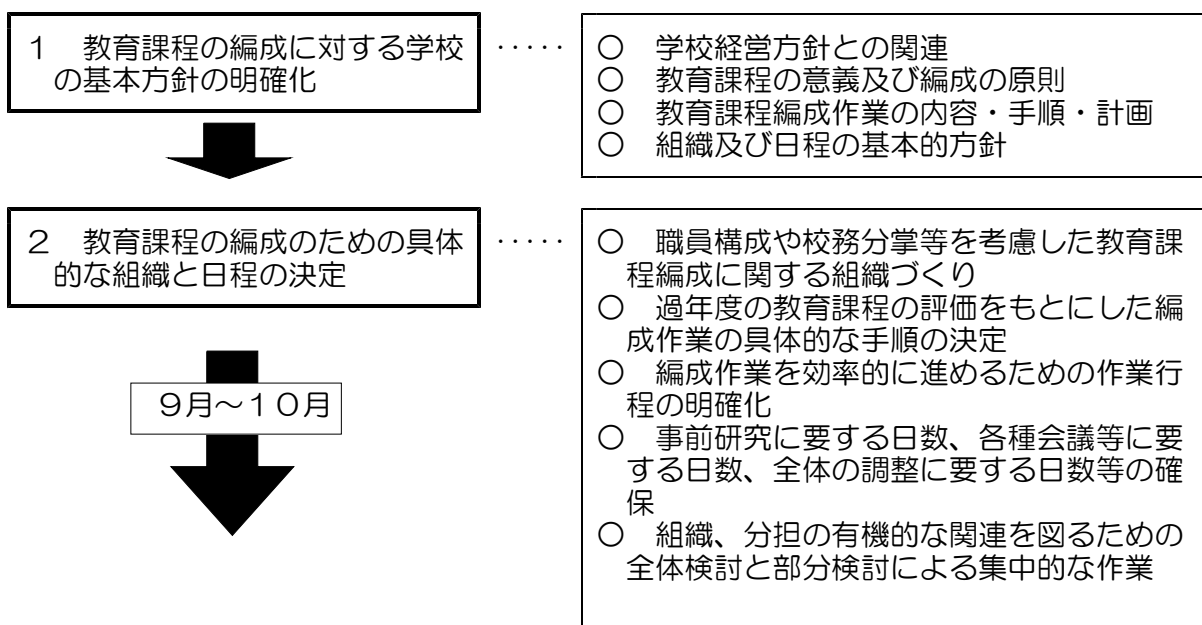 １　教育課程の編成に対する学校
の基本方針の明確化
・・・・・
○　学校経営方針との関連
○　教育課程の意義及び編成の原則
○　教育課程編成作業の内容・手順・計画
○　組織及び日程の基本的方針
２　教育課程の編成のための具体
的な組織と日程の決定
・・・・・
○　職員構成や校務分掌等を考慮した教育課
程編成に関する組織づくり
○　過年度の教育課程の評価をもとにした編
成作業の具体的な手順の決定
○　編成作業を効率的に進めるための作業行
程の明確化
○　事前研究に要する日数、各種会議等に要
する日数、全体の調整に要する日数等の確
保
○　組織、分担の有機的な関連を図るための
全体検討と部分検討による集中的な作業
９月～１０月